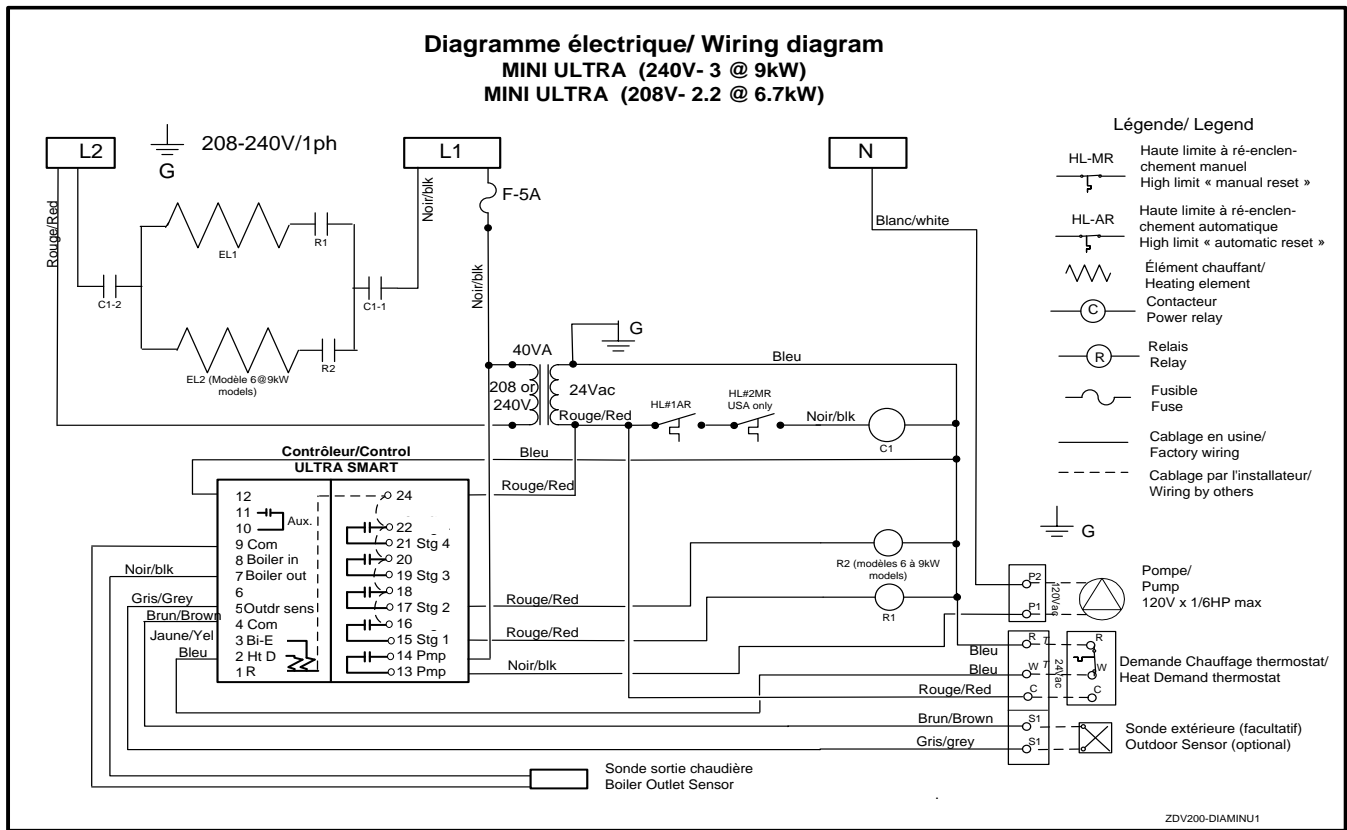 Diagramme électrique/ Wiring diagram
MINI ULTRA (240V- 3 @ 9kW)
MINI ULTRA (208V- 2.2 @ 6.7kW)
L2
G
208-240V/1ph
L1
N
F-5A
Rouge/Red
Noir/blk
Noir/blk
Blanc/white
EL1
R1
C1-2
C1-1
EL2 (Modèle 6@9kW
models)
R2
40VA
208 or
240V
24Vac
G
Bleu
Rouge/Red
HL#1AR
HL#2MR
USA only
Noir/blk
C1
Légende/ Legend
HL-MR
Haute limite à ré-enclen-
chement manuel
High limit « manual reset »
HL-AR
Haute limite à ré-enclen-
chement automatique
High limit « automatic reset »
Élément chauffant/
Heating element
C
Contacteur
Power relay
R
Relais
Relay
Fusible
Fuse
Cablage en usine/
Factory wiring
Cablage par l'installateur/
Wiring by others
G
Contrôleur/Control
ULTRA SMART
Bleu
Rouge/Red
12
11
10
Aux.
9 Com
8 Boiler in
7 Boiler out
6
5 Outdr sens
4 Com
3 Bi-E
2 Ht D
1 R
24
22
21 Stg 4
20
19 Stg 3
18
17 Stg 2
16
15 Stg 1
14 Pmp
13 Pmp
Noir/blk
Gris/Grey
Brun/Brown
Jaune/Yel
Bleu
Rouge/Red
Rouge/Red
Noir/blk
R2 (modèles 6 à 9kW
models)
R1
P2
P1
120Vac
Pompe/
Pump
120V x 1/6HP max
Bleu
Bleu
Rouge/Red
Brun/Brown
Gris/grey
R T
W T
C
24Vac
R
W
C
S1
S1
Demande Chauffage thermostat/
Heat Demand thermostat
Sonde extérieure (facultatif)
Outdoor Sensor (optional)
Sonde sortie chaudière
Boiler Outlet Sensor
ZDV200-DIAMINU1